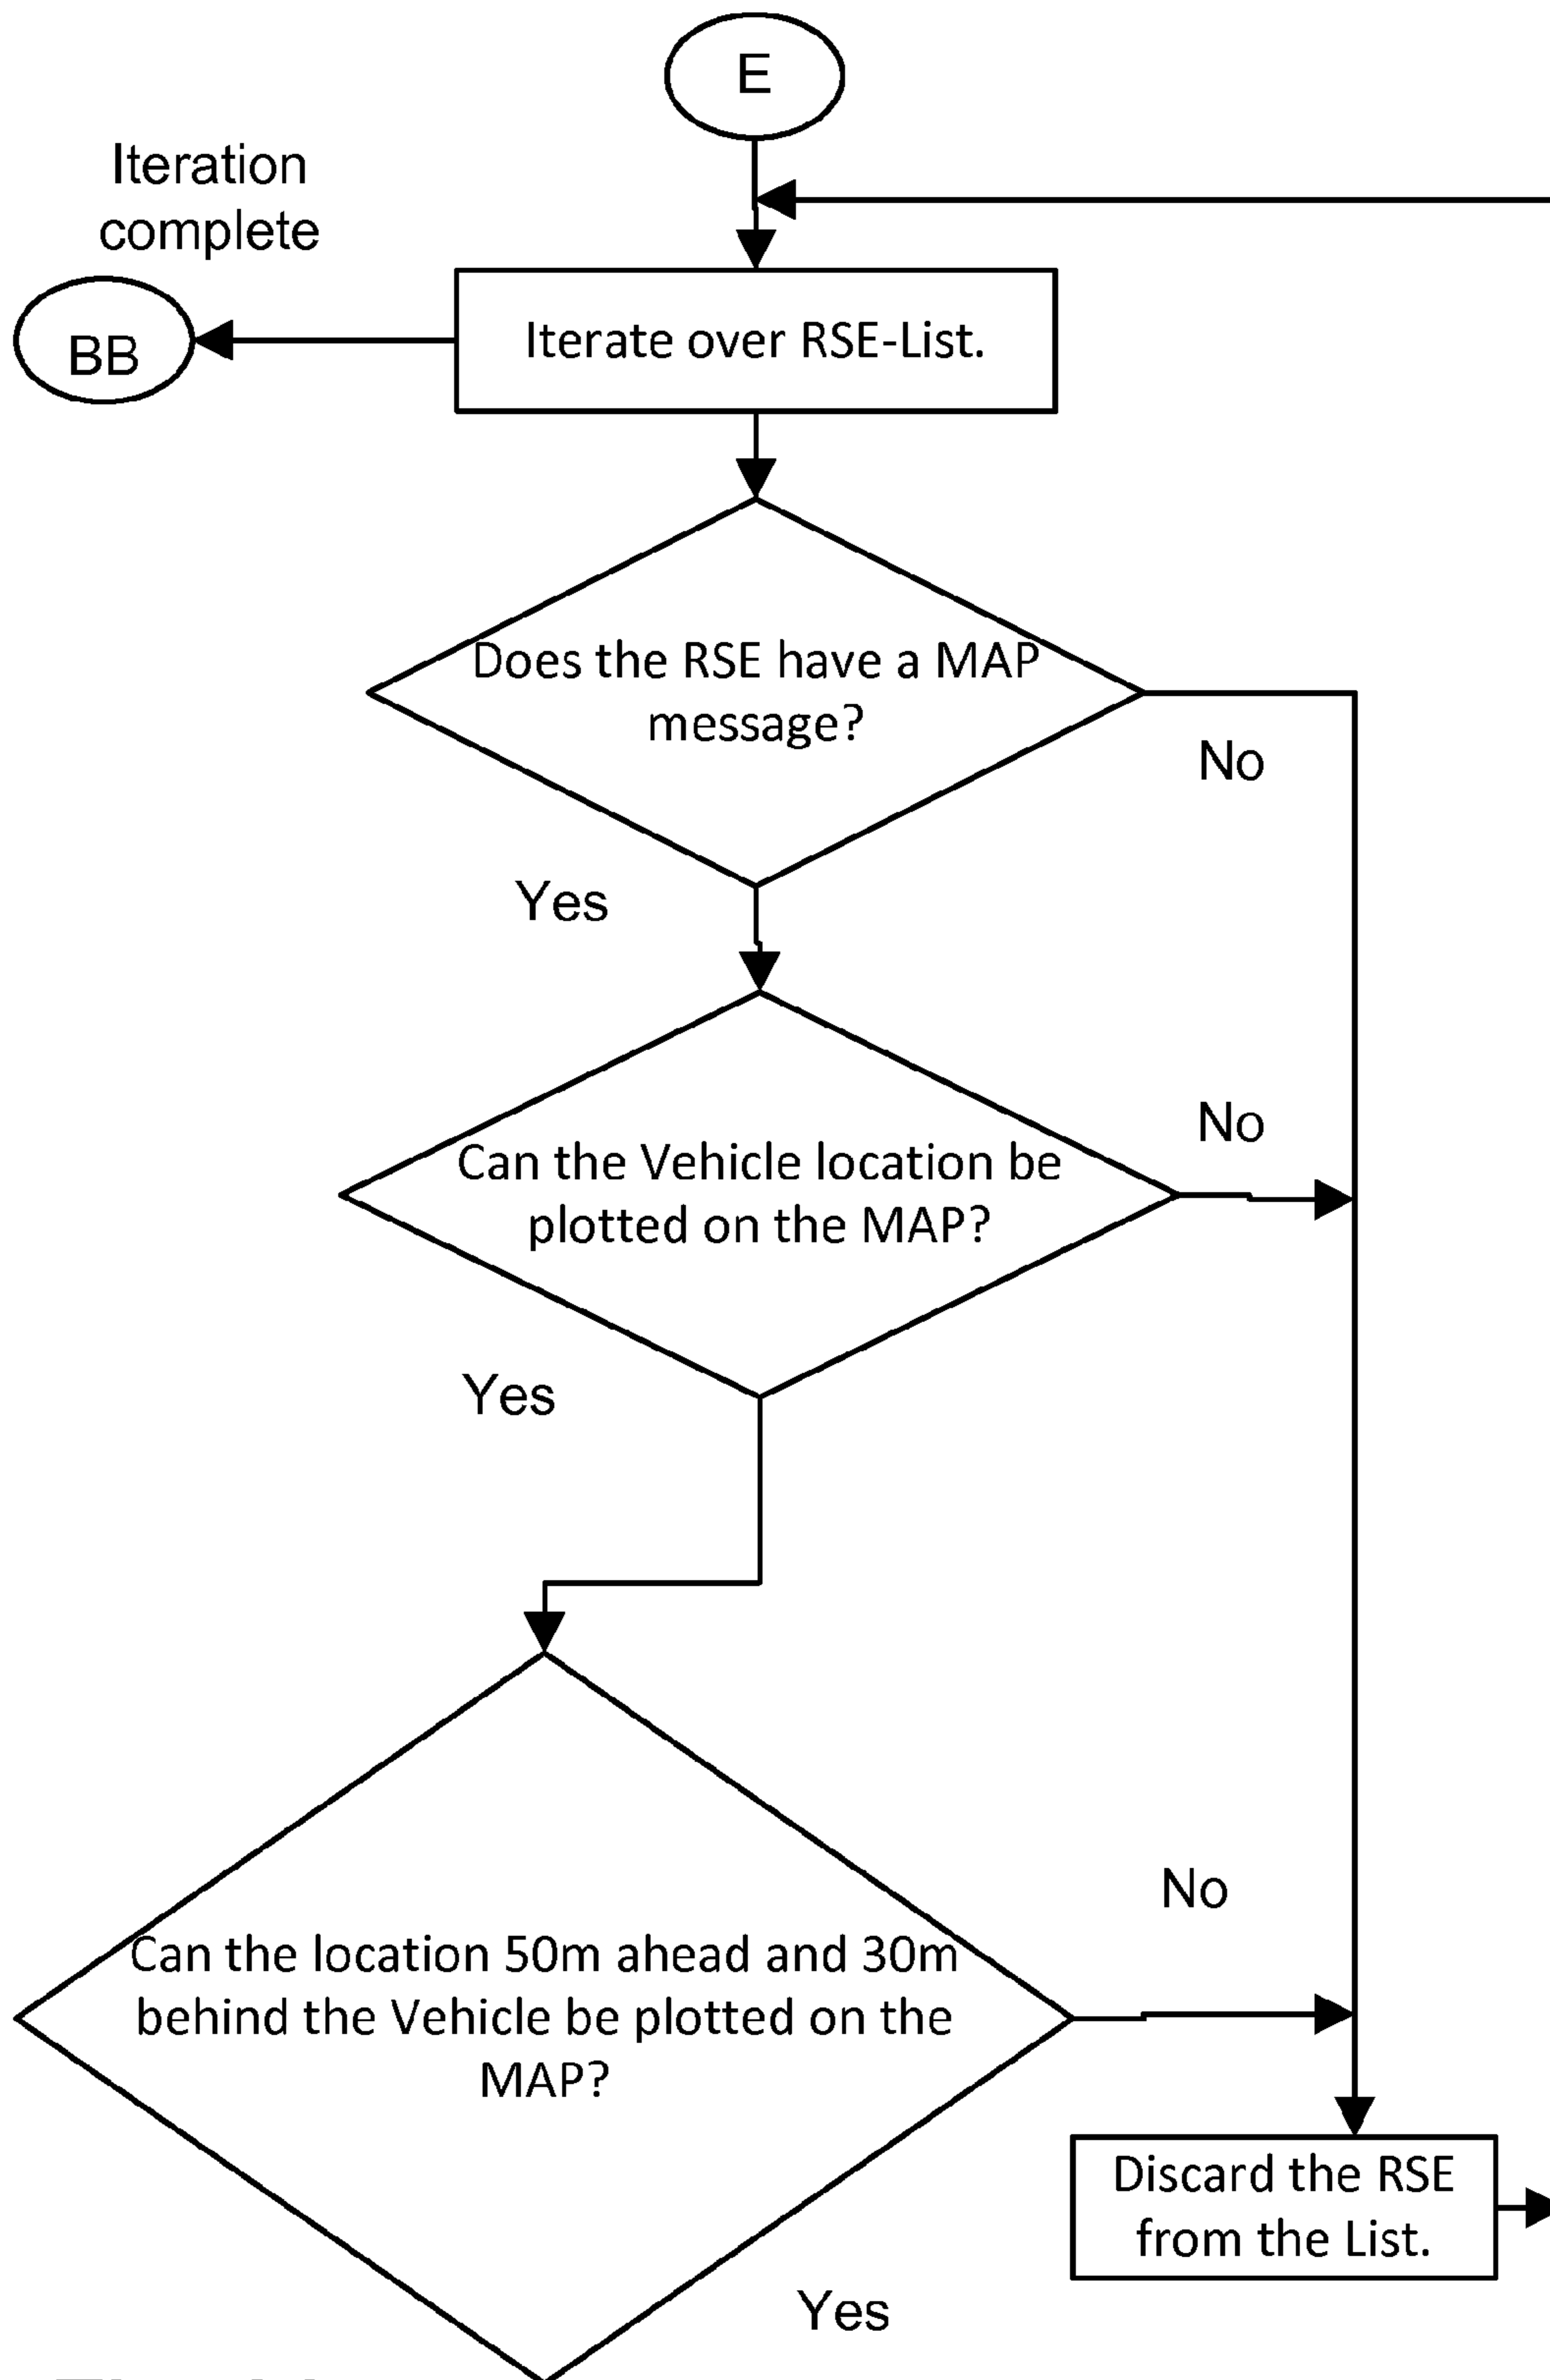 E
Iteration
complete
BB
Iterate over RSE-List.
Does the RSE have a MAP
message?
No
Yes
No
Can the Vehicle location be
plotted on the MAP?
Yes
No
Can the location 50m ahead and 30m
behind the Vehicle be plotted on the
MAP?
Discard the RSE
from the List.
Yes